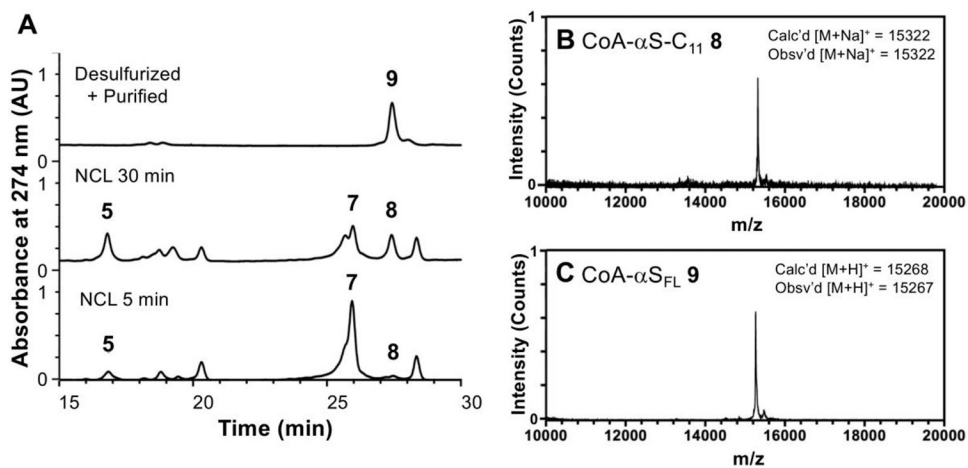 A
Absorbance at 274 nm (AU)
Desulfurized
+ Purified
9
1
0
NCL 30 min
5
7
8
1
0
NCL 5 min
5
7
8
1
0
15 20 25 30
Time (min)
B CoA-αS-C₁₁ 8
Calc'd [M+Na]⁺ = 15322
Obsv'd [M+Na]⁺ = 15322
Intensity (Counts)
1
0
10000 12000 14000 16000 18000 20000
m/z
C CoA-αS_FL 9
Calc'd [M+H]⁺ = 15268
Obsv'd [M+H]⁺ = 15267
Intensity (Counts)
1
0
10000 12000 14000 16000 18000 20000
m/z